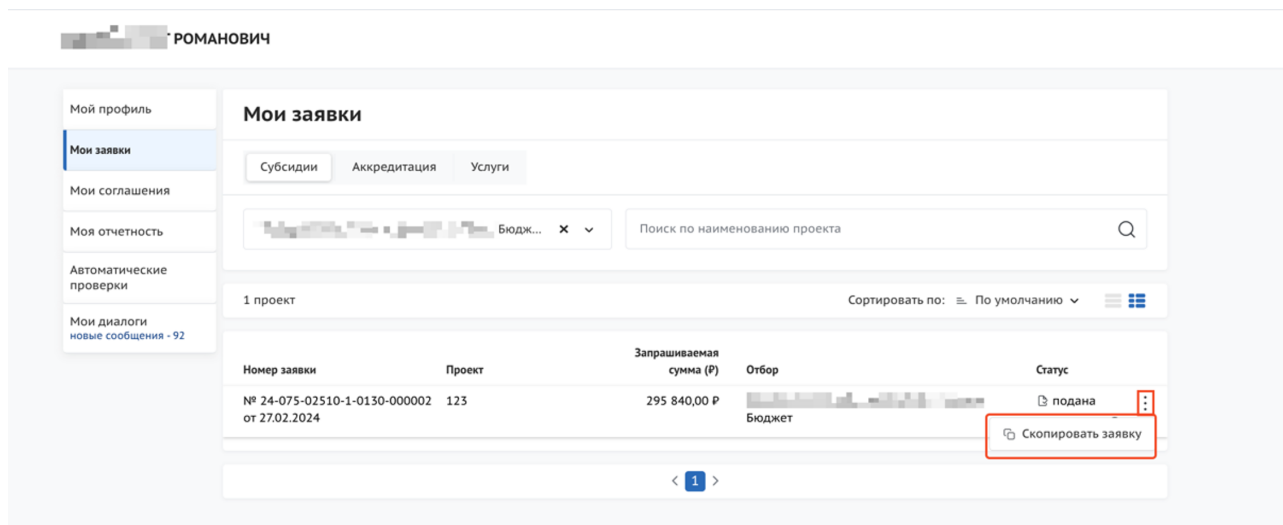 РОМАНОВИЧ
Мой профиль
Мои заявки
Мои соглашения
Моя отчетность
Автоматические
проверки
Мои диалоги
новые сообщения - 92
Мои заявки
Субсидии Аккредитация Услуги
Бюдж... Поиск по наименованию проекта
1 проект Сортировать по: По умолчанию
Запрашиваемая
Номер заявки Проект сумма (₽) Отбор Статус
№ 24-075-02510-1-0130-000002 123 295 840,00 ₽ подана
от 27.02.2024 Бюджет
Скопировать заявку
< 1 >